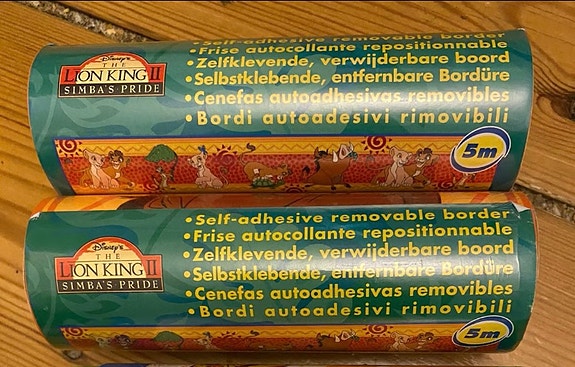 •Self-adhesive removable border
Disney's
THE
LION KING II
SIMBA'S PRIDE
•Frise autocollante repositionnable
•Zelfklevende, verwijderbare boord
•Selbstklebende, entfernbare Bordüre
•Cenefas autoadhesivas removibles
•Bordi autoadesivi rimovibili
5m
Disney's
THE
LION KING II
SIMBA'S PRIDE
•Self-adhesive removable border
•Frise autocollante repositionnable
•Zelfklevende, verwijderbare boord
•Selbstklebende, entfernbare Bordüre
•Cenefas autoadhesivas removibles
•Bordi autoadesivi rimovibili
5m